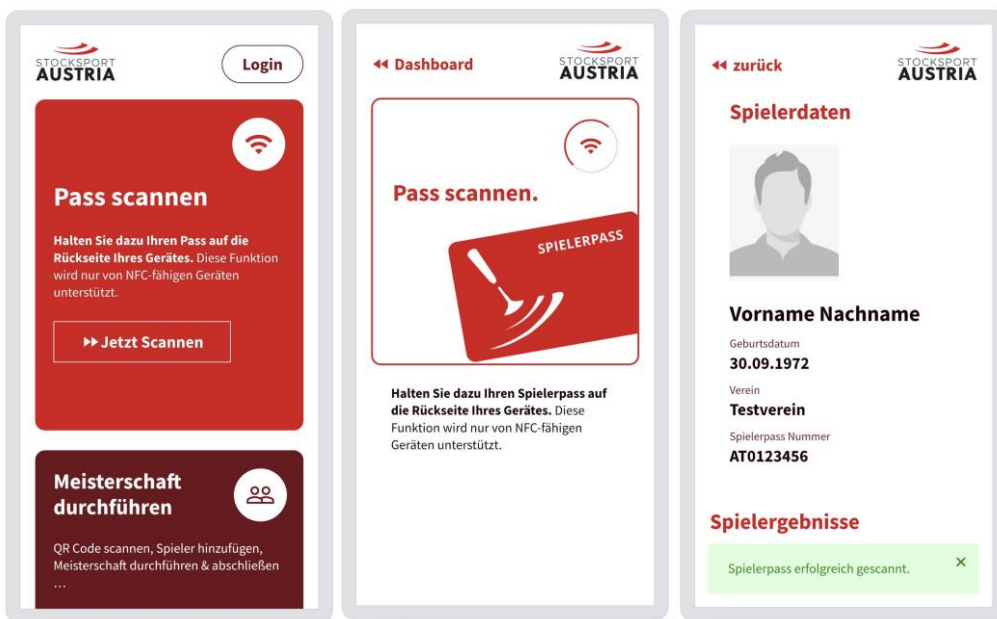 STOCKSPORT
AUSTRIA
Login
Pass scannen
Halten Sie dazu Ihren Pass auf die
Rückseite Ihres Gerätes. Diese Funktion
wird nur von NFC-fähigen Geräten
unterstützt.
Jetzt Scannen
Meisterschaft
durchführen
QR Code scannen, Spieler hinzufügen,
Meisterschaft durchführen & abschließen
...
Dashboard
STOCKSPORT
AUSTRIA
Pass scannen.
SPIELERPASS
Halten Sie dazu Ihren Spielerpass auf
die Rückseite Ihres Gerätes. Diese
Funktion wird nur von NFC-fähigen
Geräten unterstützt.
zurück
STOCKSPORT
AUSTRIA
Spielerdaten
Vorname Nachname
Geburtsdatum
30.09.1972
Verein
Testverein
Spielerpass Nummer
AT0123456
Spielergebnisse
Spielerpass erfolgreich gescannt.